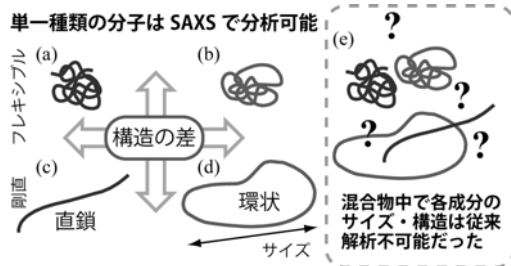 単一種類の分子は SAXS で分析可能
(a)
(b)
フレキシブル
構造の差
(c)
(d)
剛直
直鎖
環状
サイズ
(e)
?
?
?
?
混合物中で各成分の
サイズ・構造は従来
解析不可能だった